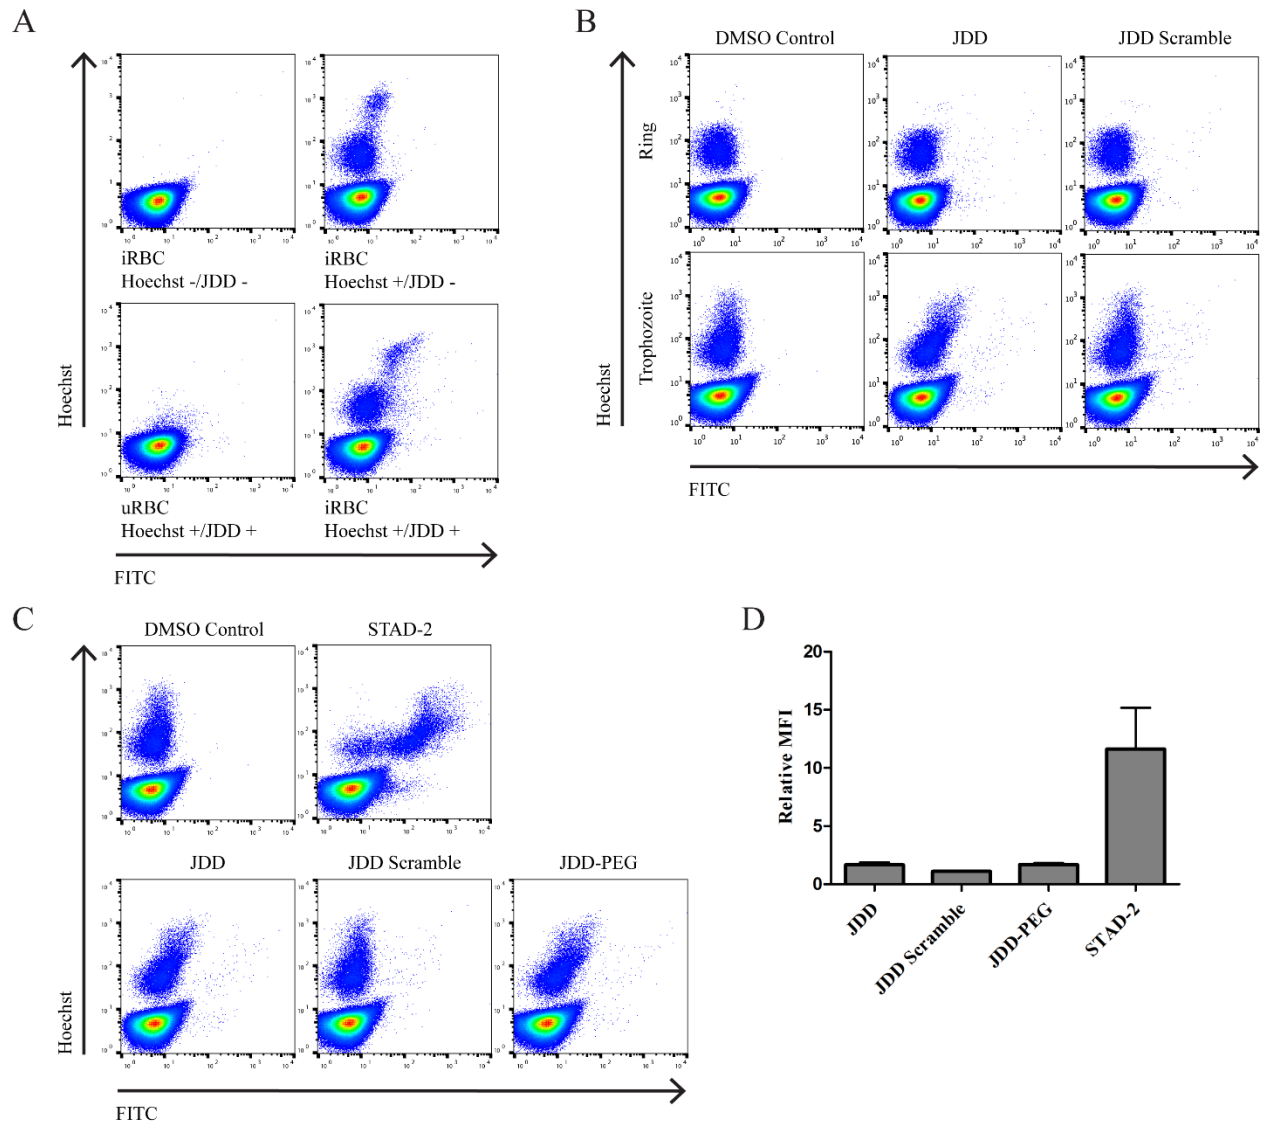 A
B
DMSO Control
JDD
JDD Scramble
Ring
Trophozoite
Hoechst
FITC
iRBC
Hoechst -/JDD -
iRBC
Hoechst +/JDD -
uRBC
Hoechst +/JDD +
iRBC
Hoechst +/JDD +
Hoechst
FITC
C
DMSO Control
STAD-2
JDD
JDD Scramble
JDD-PEG
Hoechst
FITC
D
20
15
10
5
0
Relative MFI
JDD
JDD Scramble
JDD-PEG
STAD-2